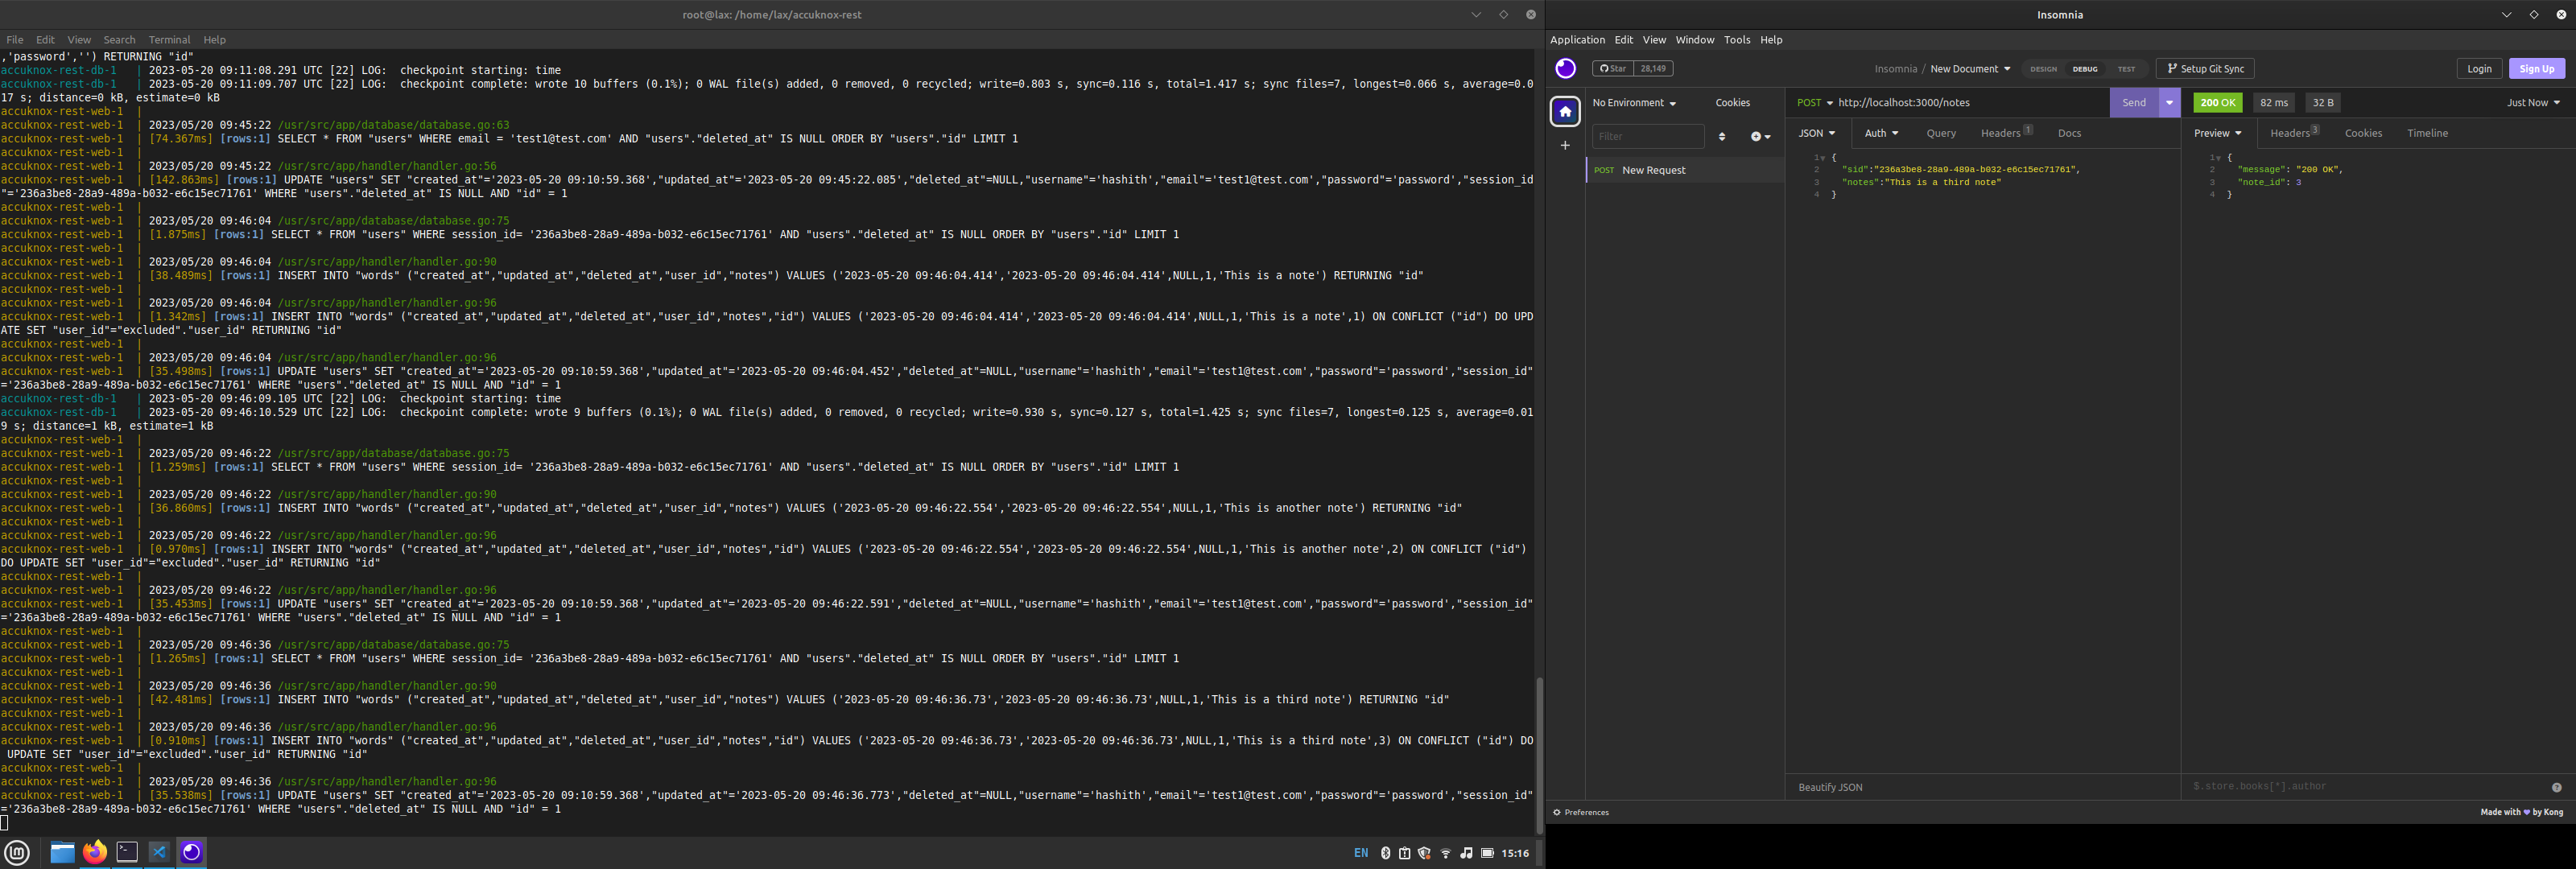 root@lax: /home/lax/accuknox-rest
File Edit View Search Terminal Help
,'password','') RETURNING "id"
accuknox-rest-db-1 | 2023-05-20 09:11:08.291 UTC [22] LOG: checkpoint starting: time
accuknox-rest-db-1 | 2023-05-20 09:11:09.707 UTC [22] LOG: checkpoint complete: wrote 10 buffers (0.1%); 0 WAL file(s) added, 0 removed, 0 recycled; write=0.803 s, sync=0.116 s, total=1.417 s; sync files=7, longest=0.066 s, average=0.0
17 s; distance=0 kB, estimate=0 kB
accuknox-rest-web-1 |
accuknox-rest-web-1 | 2023/05/20 09:45:22 /usr/src/app/database/database.go:63
accuknox-rest-web-1 | [74.367ms] [rows:1] SELECT * FROM "users" WHERE email = 'test1@test.com' AND "users"."deleted_at" IS NULL ORDER BY "users"."id" LIMIT 1
accuknox-rest-web-1 |
accuknox-rest-web-1 | 2023/05/20 09:45:22 /usr/src/app/handler/handler.go:56
accuknox-rest-web-1 | [142.863ms] [rows:1] UPDATE "users" SET "created_at"='2023-05-20 09:10:59.368',"updated_at"='2023-05-20 09:45:22.085',"deleted_at"=NULL,"username"='hashith',"email"='test1@test.com',"password"='password',"session_id
"='236a3be8-28a9-489a-b032-e6c15ec71761' WHERE "users"."deleted_at" IS NULL AND "id" = 1
accuknox-rest-web-1 |
accuknox-rest-web-1 | 2023/05/20 09:46:04 /usr/src/app/database/database.go:75
accuknox-rest-web-1 | [1.875ms] [rows:1] SELECT * FROM "users" WHERE session_id= '236a3be8-28a9-489a-b032-e6c15ec71761' AND "users"."deleted_at" IS NULL ORDER BY "users"."id" LIMIT 1
accuknox-rest-web-1 |
accuknox-rest-web-1 | 2023/05/20 09:46:04 /usr/src/app/handler/handler.go:90
accuknox-rest-web-1 | [38.489ms] [rows:1] INSERT INTO "words" ("created_at","updated_at","deleted_at","user_id","notes") VALUES ('2023-05-20 09:46:04.414','2023-05-20 09:46:04.414',NULL,1,'This is a note') RETURNING "id"
accuknox-rest-web-1 |
accuknox-rest-web-1 | 2023/05/20 09:46:04 /usr/src/app/handler/handler.go:96
accuknox-rest-web-1 | [1.342ms] [rows:1] INSERT INTO "words" ("created_at","updated_at","deleted_at","user_id","notes","id") VALUES ('2023-05-20 09:46:04.414','2023-05-20 09:46:04.414',NULL,1,'This is a note',1) ON CONFLICT ("id") DO UPD
ATE SET "user_id"="excluded"."user_id" RETURNING "id"
accuknox-rest-web-1 |
accuknox-rest-web-1 | 2023/05/20 09:46:04 /usr/src/app/handler/handler.go:96
accuknox-rest-web-1 | [35.498ms] [rows:1] UPDATE "users" SET "created_at"='2023-05-20 09:10:59.368',"updated_at"='2023-05-20 09:46:04.452',"deleted_at"=NULL,"username"='hashith',"email"='test1@test.com',"password"='password',"session_id"
='236a3be8-28a9-489a-b032-e6c15ec71761' WHERE "users"."deleted_at" IS NULL AND "id" = 1
accuknox-rest-db-1 | 2023-05-20 09:46:09.105 UTC [22] LOG: checkpoint starting: time
accuknox-rest-db-1 | 2023-05-20 09:46:10.529 UTC [22] LOG: checkpoint complete: wrote 9 buffers (0.1%); 0 WAL file(s) added, 0 removed, 0 recycled; write=0.930 s, sync=0.127 s, total=1.425 s; sync files=7, longest=0.125 s, average=0.01
9 s; distance=1 kB, estimate=1 kB
accuknox-rest-web-1 |
accuknox-rest-web-1 | 2023/05/20 09:46:22 /usr/src/app/database/database.go:75
accuknox-rest-web-1 | [1.259ms] [rows:1] SELECT * FROM "users" WHERE session_id= '236a3be8-28a9-489a-b032-e6c15ec71761' AND "users"."deleted_at" IS NULL ORDER BY "users"."id" LIMIT 1
accuknox-rest-web-1 |
accuknox-rest-web-1 | 2023/05/20 09:46:22 /usr/src/app/handler/handler.go:90
accuknox-rest-web-1 | [36.860ms] [rows:1] INSERT INTO "words" ("created_at","updated_at","deleted_at","user_id","notes") VALUES ('2023-05-20 09:46:22.554','2023-05-20 09:46:22.554',NULL,1,'This is another note') RETURNING "id"
accuknox-rest-web-1 |
accuknox-rest-web-1 | 2023/05/20 09:46:22 /usr/src/app/handler/handler.go:96
accuknox-rest-web-1 | [0.970ms] [rows:1] INSERT INTO "words" ("created_at","updated_at","deleted_at","user_id","notes","id") VALUES ('2023-05-20 09:46:22.554','2023-05-20 09:46:22.554',NULL,1,'This is another note',2) ON CONFLICT ("id")
DO UPDATE SET "user_id"="excluded"."user_id" RETURNING "id"
accuknox-rest-web-1 |
accuknox-rest-web-1 | 2023/05/20 09:46:22 /usr/src/app/handler/handler.go:96
accuknox-rest-web-1 | [35.453ms] [rows:1] UPDATE "users" SET "created_at"='2023-05-20 09:10:59.368',"updated_at"='2023-05-20 09:46:22.591',"deleted_at"=NULL,"username"='hashith',"email"='test1@test.com',"password"='password',"session_id"
='236a3be8-28a9-489a-b032-e6c15ec71761' WHERE "users"."deleted_at" IS NULL AND "id" = 1
accuknox-rest-web-1 |
accuknox-rest-web-1 | 2023/05/20 09:46:36 /usr/src/app/database/database.go:75
accuknox-rest-web-1 | [1.265ms] [rows:1] SELECT * FROM "users" WHERE session_id= '236a3be8-28a9-489a-b032-e6c15ec71761' AND "users"."deleted_at" IS NULL ORDER BY "users"."id" LIMIT 1
accuknox-rest-web-1 |
accuknox-rest-web-1 | 2023/05/20 09:46:36 /usr/src/app/handler/handler.go:90
accuknox-rest-web-1 | [42.481ms] [rows:1] INSERT INTO "words" ("created_at","updated_at","deleted_at","user_id","notes") VALUES ('2023-05-20 09:46:36.73','2023-05-20 09:46:36.73',NULL,1,'This is a third note') RETURNING "id"
accuknox-rest-web-1 |
accuknox-rest-web-1 | 2023/05/20 09:46:36 /usr/src/app/handler/handler.go:96
accuknox-rest-web-1 | [0.910ms] [rows:1] INSERT INTO "words" ("created_at","updated_at","deleted_at","user_id","notes","id") VALUES ('2023-05-20 09:46:36.73','2023-05-20 09:46:36.73',NULL,1,'This is a third note',3) ON CONFLICT ("id") DO
UPDATE SET "user_id"="excluded"."user_id" RETURNING "id"
accuknox-rest-web-1 |
accuknox-rest-web-1 | 2023/05/20 09:46:36 /usr/src/app/handler/handler.go:96
accuknox-rest-web-1 | [35.538ms] [rows:1] UPDATE "users" SET "created_at"='2023-05-20 09:10:59.368',"updated_at"='2023-05-20 09:46:36.773',"deleted_at"=NULL,"username"='hashith',"email"='test1@test.com',"password"='password',"session_id"
='236a3be8-28a9-489a-b032-e6c15ec71761' WHERE "users"."deleted_at" IS NULL AND "id" = 1
EN 15:16
Insomnia
Application Edit View Window Tools Help
Star 28,149
Insomnia / New Document
DESIGN DEBUG TEST
Setup Git Sync
Login Sign Up
No Environment Cookies
Filter
POST New Request
POST http://localhost:3000/notes Send
JSON Auth Query Headers 1 Docs
1 {
2 "sid":"236a3be8-28a9-489a-b032-e6c15ec71761",
3 "notes":"This is a third note"
4 }
Beautify JSON
200 OK 82 ms 32 B Just Now
Preview Headers 3 Cookies Timeline
1 {
2 "message": "200 OK",
3 "note_id": 3
4 }
$.store.books[*].author
Preferences
Made with by Kong